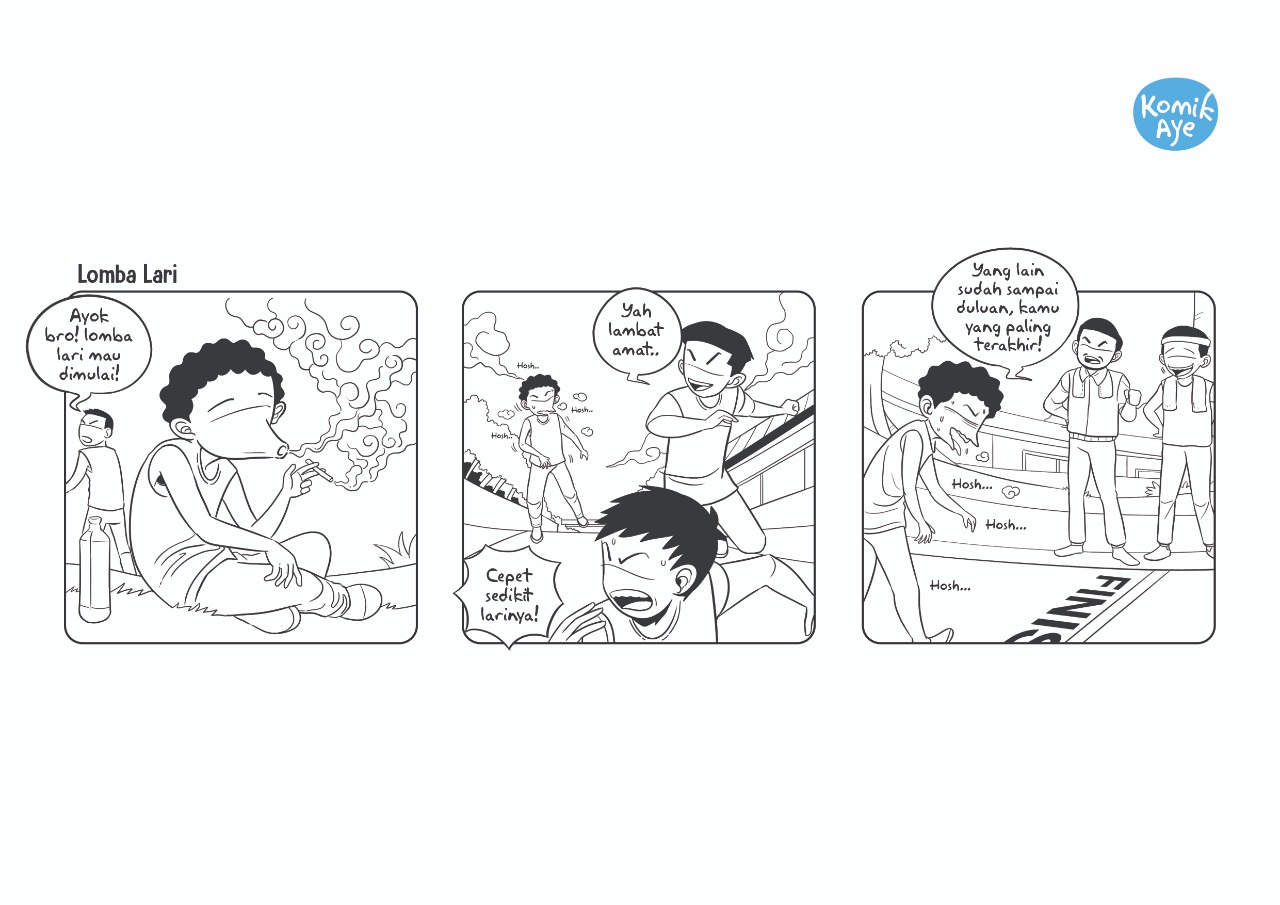 Komik
Aye
Lomba Lari
Ayok
bro! lomba
lari mau
dimulai!
Yah
lambat
amat..
Hosh...
Hosh..
Hosh..
Cepet
sedikit
larinya!
Yang lain
sudah sampai
duluan, kamu
yang paling
terakhir!
Hosh...
Hosh...
Hosh...
FINIS